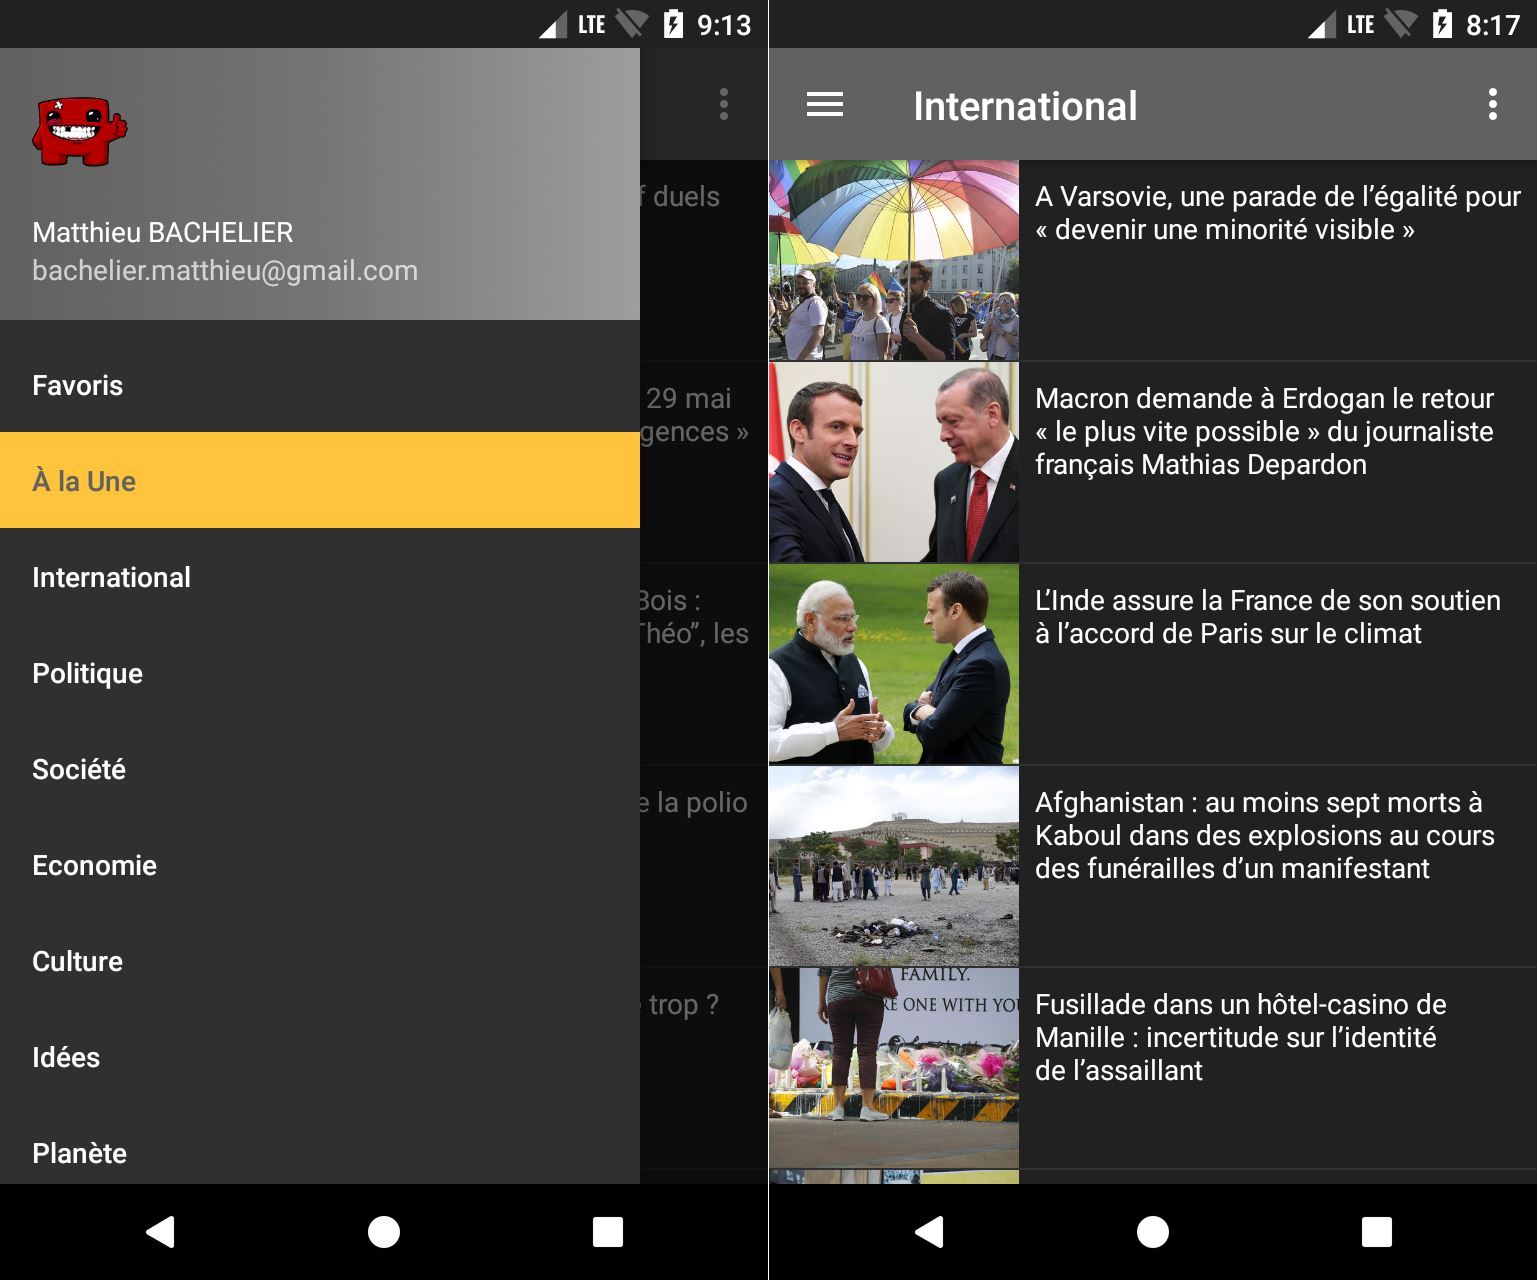 LTE 9:13
Matthieu BACHELIER
bachelier.matthieu@gmail.com
Favoris
À la Une
International
Politique
Société
Economie
Culture
Idées
Planète
duels
29 mai
gences »
Bois :
Théo”, les
la polio
trop ?
LTE 8:17
International
A Varsovie, une parade de l’égalité pour
« devenir une minorité visible »
Macron demande à Erdogan le retour
« le plus vite possible » du journaliste
français Mathias Depardon
L’Inde assure la France de son soutien
à l’accord de Paris sur le climat
Afghanistan : au moins sept morts à
Kaboul dans des explosions au cours
des funérailles d’un manifestant
FAMILY.
RE ONE WITH YOU
Fusillade dans un hôtel-casino de
Manille : incertitude sur l’identité
de l’assaillant